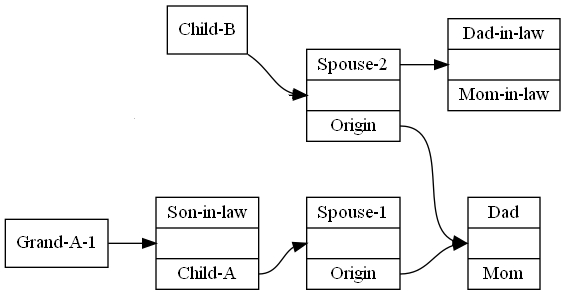 Child-B
Dad-in-law
Mom-in-law
Spouse-2
Origin
Grand-A-1
Son-in-law
Child-A
Spouse-1
Origin
Dad
Mom